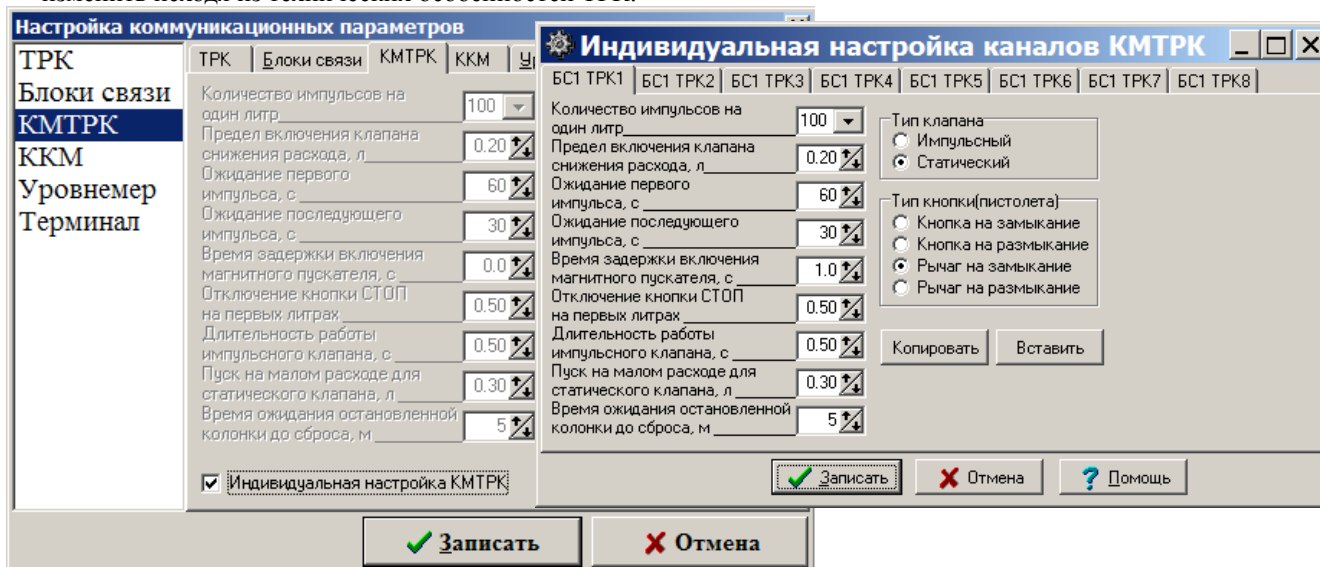 изменить исходя из технических особенностей ТРК.
Настройка коммуникационных параметров
ТРК
Блоки связи
КМТРК
ККМ
Уровнемер
Терминал
ТРК Блоки связи КМТРК ККМ
Количество импульсов на
один литр 100
Предел включения клапана
снижения расхода, л 0.20
Ожидание первого
импульса, с 60
Ожидание последующего
импульса, с 30
Время задержки включения
магнитного пускателя, с 0.0
Отключение кнопки СТОП
на первых литрах 0.50
Длительность работы
импульсного клапана, с 0.50
Пуск на малом расходе для
статического клапана, л 0.30
Время ожидания остановленной
колонки до сброса, м 5
Индивидуальная настройка КМТРК
Записать Отмена
Индивидуальная настройка каналов КМТРК
БС1 ТРК1 БС1 ТРК2 БС1 ТРК3 БС1 ТРК4 БС1 ТРК5 БС1 ТРК6 БС1 ТРК7 БС1 ТРК8
Количество импульсов на
один литр 100
Предел включения клапана
снижения расхода, л 0.20
Ожидание первого
импульса, с 60
Ожидание последующего
импульса, с 30
Время задержки включения
магнитного пускателя, с 1.0
Отключение кнопки СТОП
на первых литрах 0.50
Длительность работы
импульсного клапана, с 0.50
Пуск на малом расходе для
статического клапана, л 0.30
Время ожидания остановленной
колонки до сброса, м 5
Тип клапана
Импульсный
Статический
Тип кнопки(пистолета)
Кнопка на замыкание
Кнопка на размыкание
Рычаг на замыкание
Рычаг на размыкание
Копировать Вставить
Записать Отмена Помощь